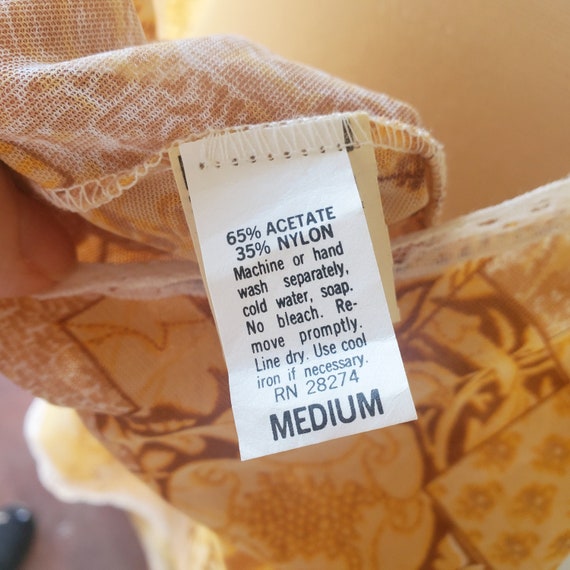 65% ACETATE
35% NYLON
Machine or hand
wash separately,
cold water, soap.
No bleach. Re-
move promptly.
Line dry. Use cool
iron if necessary.
RN 28274
MEDIUM